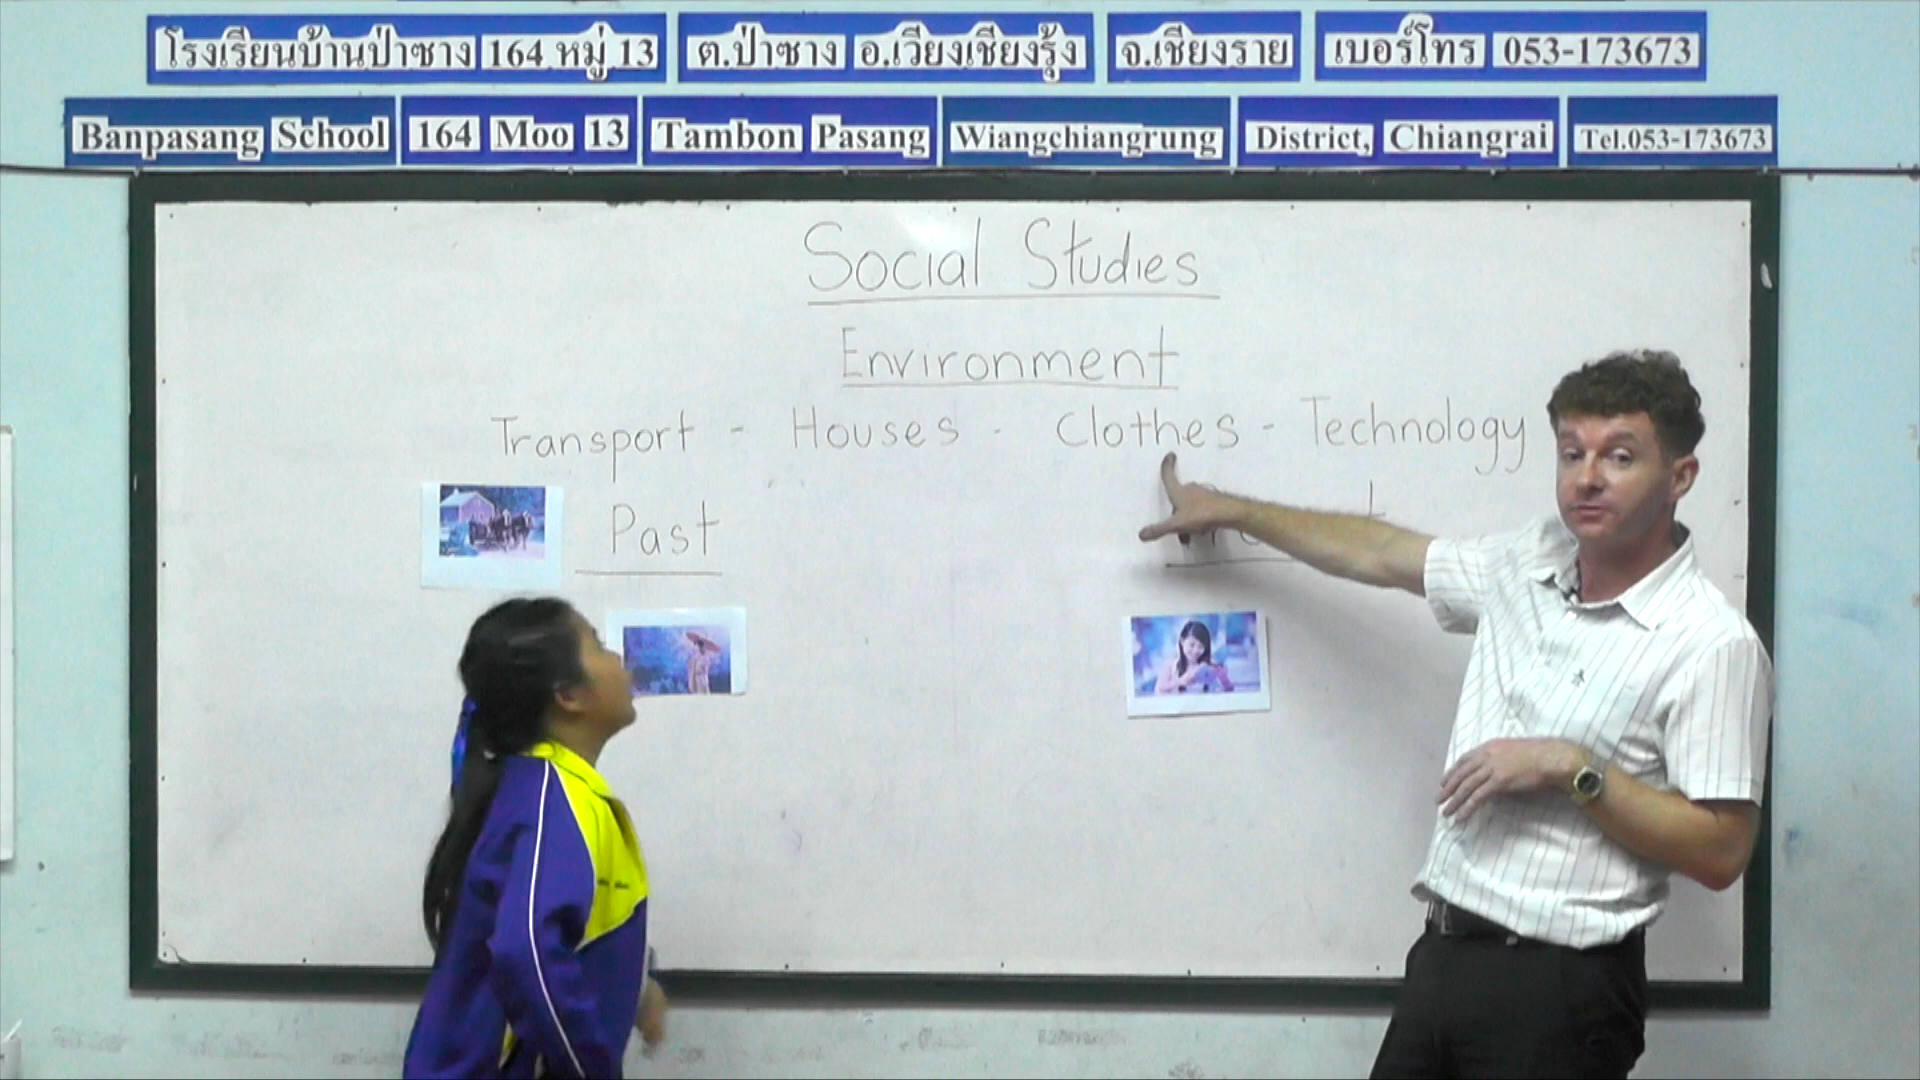 โรงเรียนบ้านป่าซาง 164 หมู่ 13 ต.ป่าซาง อ.เวียงเชียงรุ้ง จ.เชียงราย เบอร์โทร 053-173673
Banpasang School 164 Moo 13 Tambon Pasang Wiangchiangrung District, Chiangrai Tel.053-173673
Social Studies
Environment
Transport - Houses - Clothes - Technology
Past